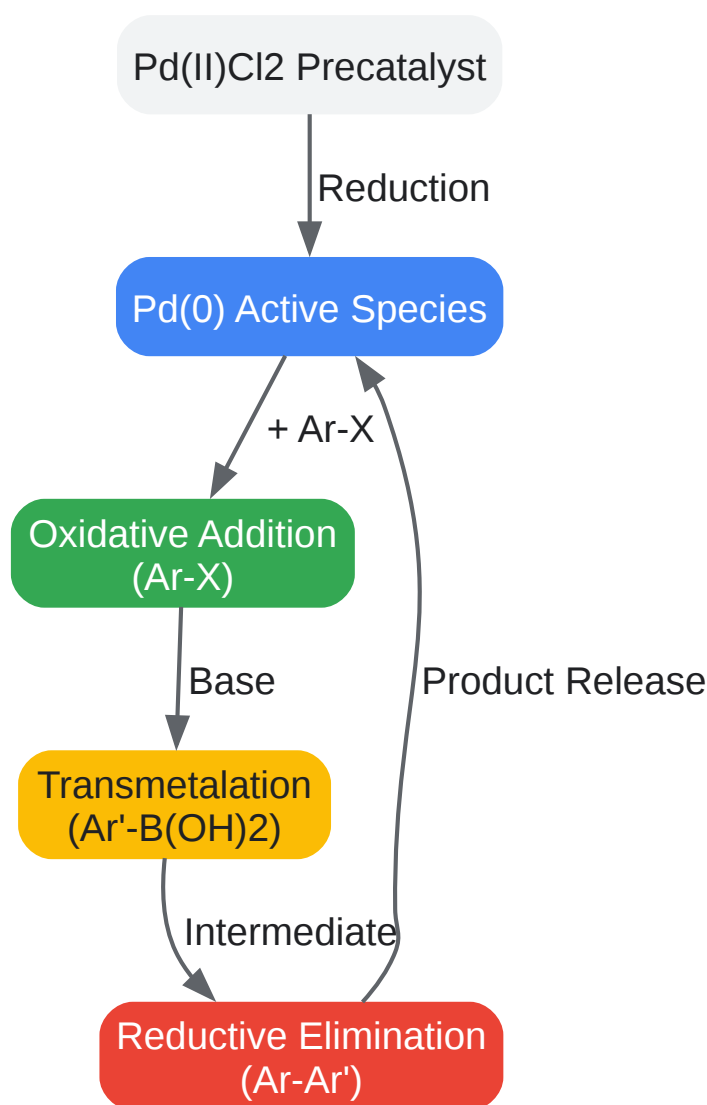 Pd(II)Cl2 Precatalyst
Reduction
Pd(0) Active Species
+ Ar-X
Oxidative Addition
(Ar-X)
Base
Product Release
Transmetalation
(Ar'-B(OH)2)
Intermediate
Reductive Elimination
(Ar-Ar')